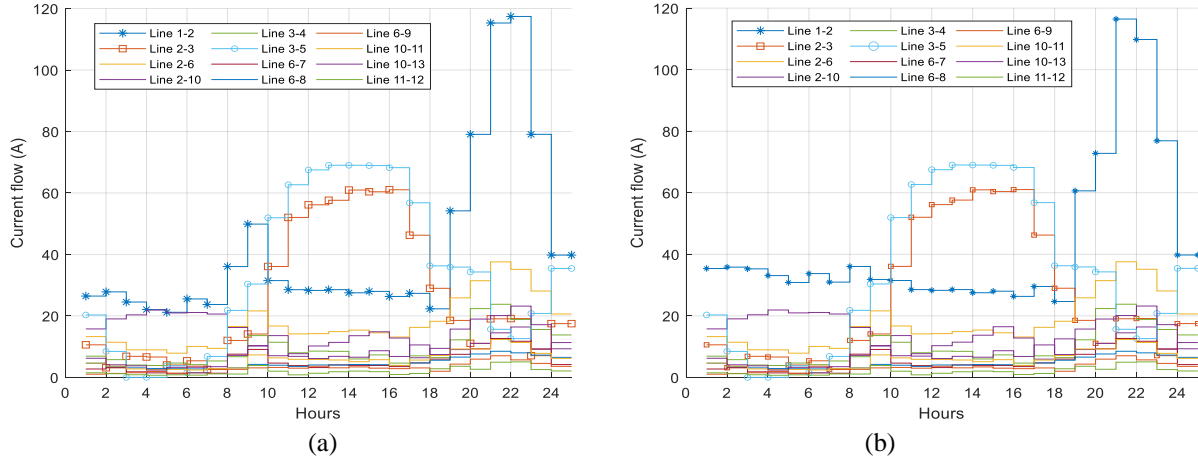 120
100
80
60
40
20
0
Current flow (A)
Line 1-2
Line 2-3
Line 2-6
Line 2-10
Line 3-4
Line 3-5
Line 6-7
Line 6-8
Line 6-9
Line 10-11
Line 10-13
Line 11-12
0 2 4 6 8 10 12 14 16 18 20 22 24
Hours
(a)
120
100
80
60
40
20
0
Current flow (A)
Line 1-2
Line 2-3
Line 2-6
Line 2-10
Line 3-4
Line 3-5
Line 6-7
Line 6-8
Line 6-9
Line 10-11
Line 10-13
Line 11-12
0 2 4 6 8 10 12 14 16 18 20 22 24
Hours
(b)